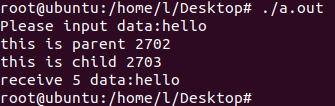 root@ubuntu:/home/l/Desktop# ./a.out
Please input data:hello
this is parent 2702
this is child 2703
receive 5 data:hello
root@ubuntu:/home/l/Desktop#